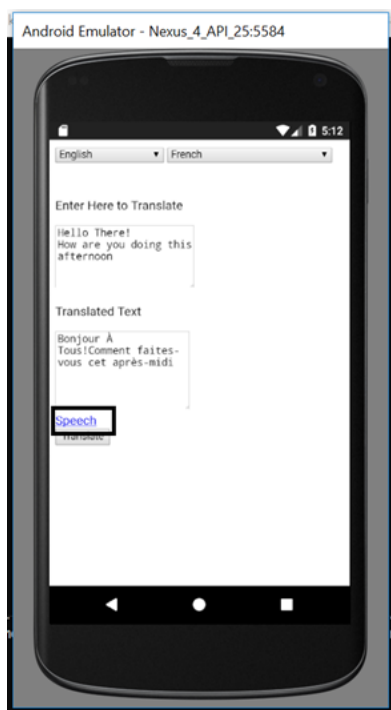 Android Emulator - Nexus_4_API_25:5584
5:12
English French
Enter Here to Translate
Hello There!
How are you doing this
afternoon
Translated Text
Bonjour À
Tous!Comment faites-
vous cet après-midi
Speech
Translate